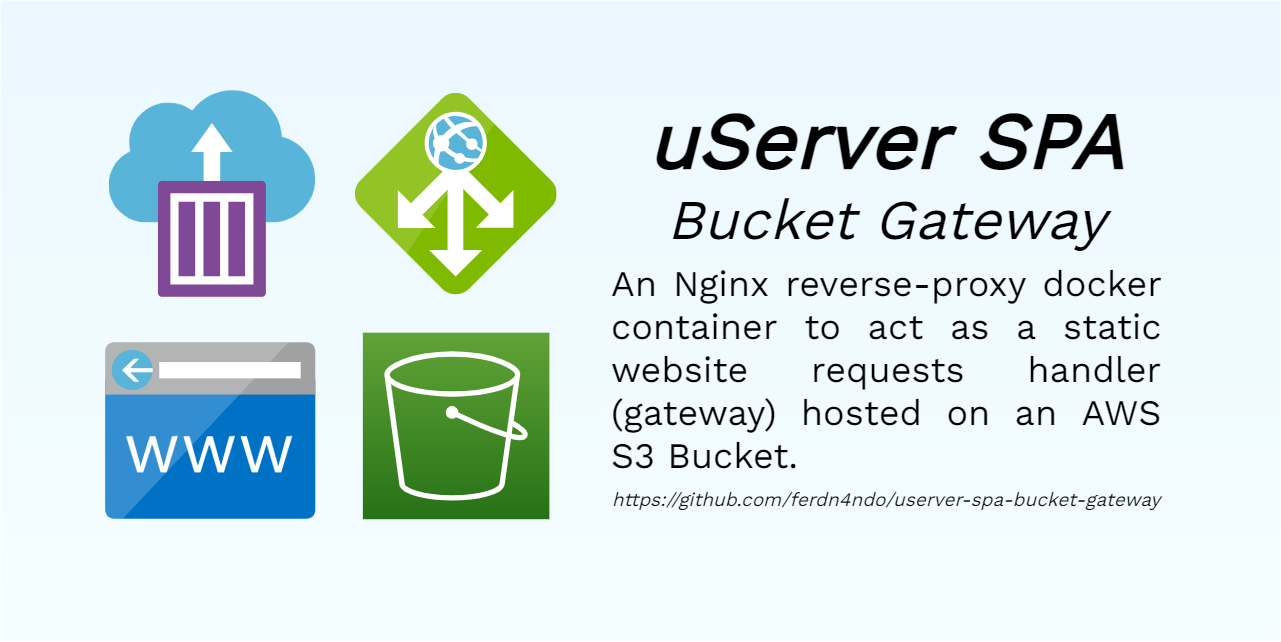 uServer SPA
Bucket Gateway
An Nginx reverse-proxy docker
container to act as a static
website requests handler
(gateway) hosted on an AWS
S3 Bucket.
https://github.com/ferdn4ndo/userver-spa-bucket-gateway
WWW